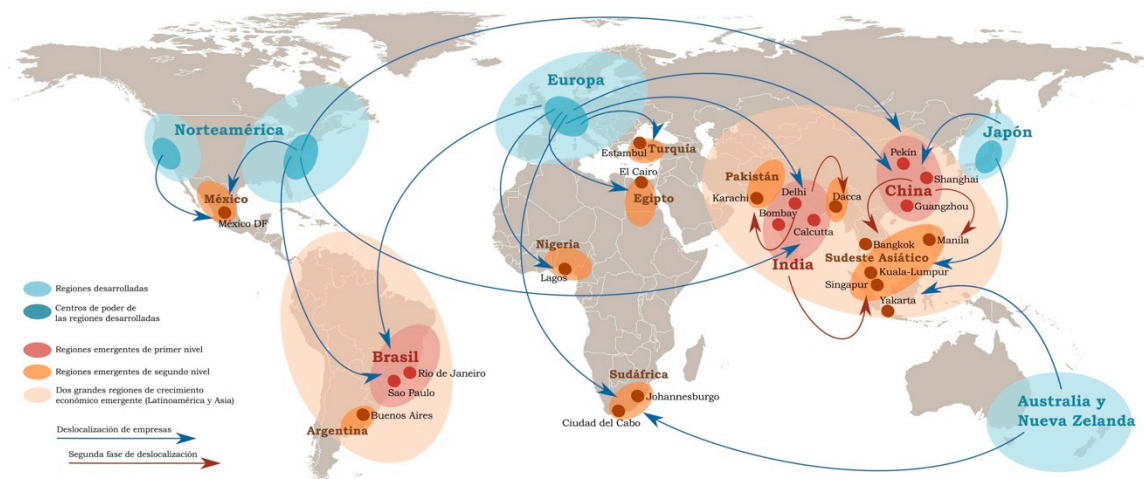 Europa
Norteamérica
Japón
Pekín
Estambul
Turquía
El Cairo
Pakistán
Shanghai
China
Delhi
Karachi
Dacca
México
Egipto
Guangzhou
Bombay
México DF
Calcutta
Nigeria
Bangkok
Manila
Sudeste Asiático
India
Lagos
Kuala-Lumpur
Singapur
Yakarta
Regiones desarrolladas
Centros de poder de
las regiones desarrolladas
Regiones emergentes de primer nivel
Regiones emergentes de segundo nivel
Dos grandes regiones de crecimiento
económico emergente (Latinoamérica y Asia)
Deslocalización de empresas
Segunda fase de deslocalización
Brasil
Rio de Janeiro
Sao Paulo
Buenos Aires
Argentina
Sudáfrica
Johannesburgo
Ciudad del Cabo
Australia y
Nueva Zelanda